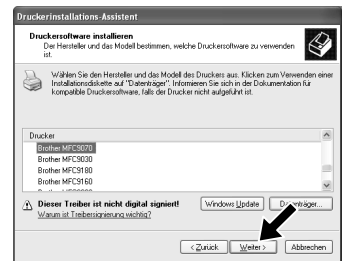 Druckerinstallations-Assistent
Druckersoftware installieren
Der Hersteller und das Modell bestimmen, welche Druckersoftware zu verwenden
ist.
Wählen Sie den Hersteller und das Modell des Druckers aus. Klicken zum Verwenden einer
Installationsdiskette auf "Datenträger". Informieren Sie sich in der Dokumentation für
kompatible Druckersoftware, falls der Drucker nicht aufgeführt ist.
Drucker
Brother MFC9070
Brother MFC9030
Brother MFC9180
Brother MFC9160
Dieser Treiber ist nicht digital signiert!
Warum ist Treibersignierung wichtig?
Windows Update
Datenträger...
< Zurück
Weiter >
Abbrechen